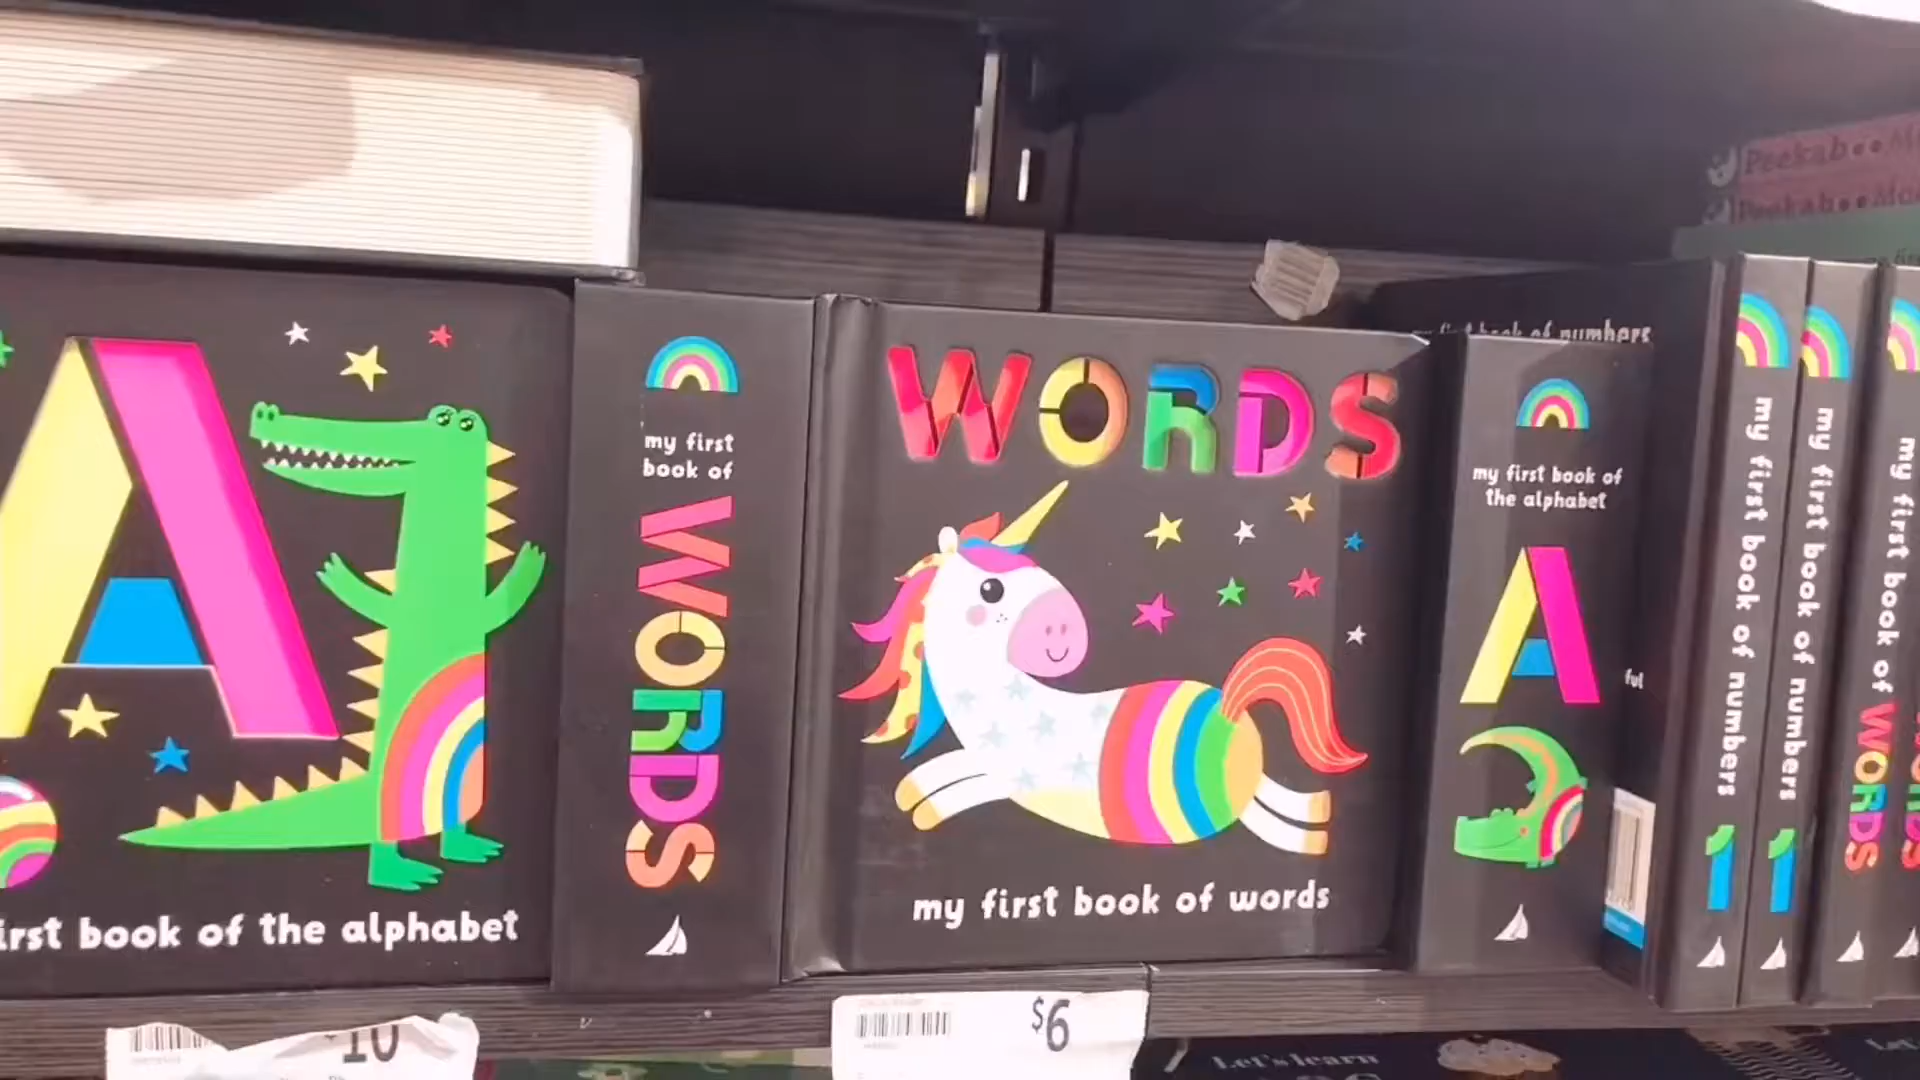 A
irst book of the alphabet
my first
book of
WORDS
WORDS
my first book of words
my first book of numbers
my first book of
the alphabet
A
ful
my first book of numbers
1
my first book of numbers
1
my first book of WORDS
Peekaboo
Peekaboo
10
$6
Let's learn